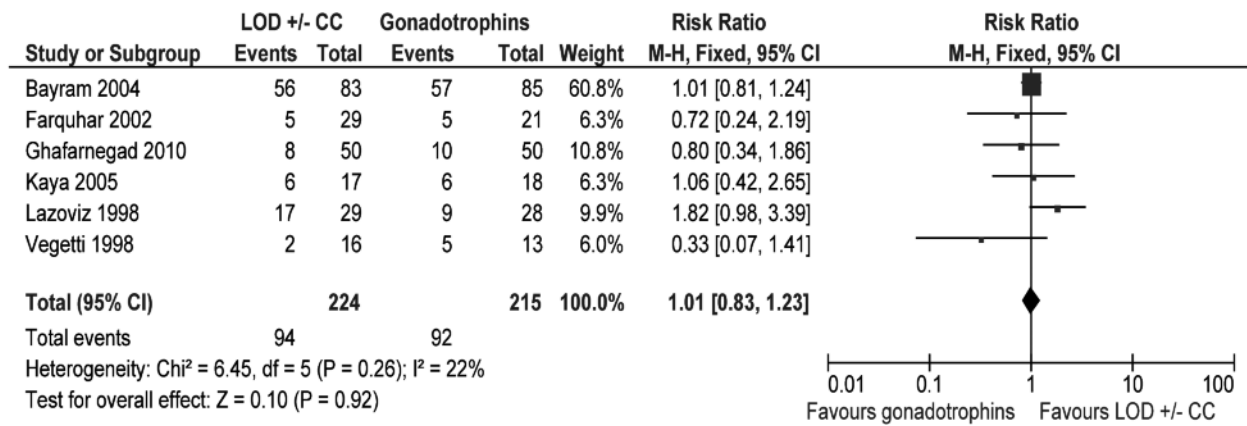 LOD +/- CC Gonadotrophins Risk Ratio Risk Ratio
Study or Subgroup Events Total Events Total Weight M-H, Fixed, 95% CI M-H, Fixed, 95% CI
Bayram 2004 56 83 57 85 60.8% 1.01 [0.81, 1.24]
Farquhar 2002 5 29 5 21 6.3% 0.72 [0.24, 2.19]
Ghafarnegad 2010 8 50 10 50 10.8% 0.80 [0.34, 1.86]
Kaya 2005 6 17 6 18 6.3% 1.06 [0.42, 2.65]
Lazoviz 1998 17 29 9 28 9.9% 1.82 [0.98, 3.39]
Vegetti 1998 2 16 5 13 6.0% 0.33 [0.07, 1.41]
Total (95% CI) 224 215 100.0% 1.01 [0.83, 1.23]
Total events 94 92
Heterogeneity: Chi² = 6.45, df = 5 (P = 0.26); I² = 22%
Test for overall effect: Z = 0.10 (P = 0.92)
0.01 0.1 1 10 100
Favours gonadotrophins Favours LOD +/- CC